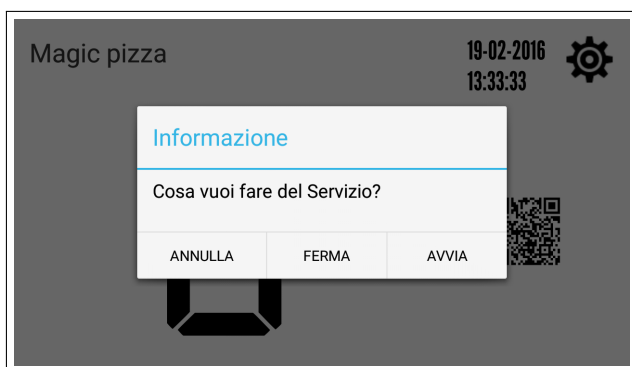 Magic pizza
19-02-2016
13:33:33
Informazione
Cosa vuoi fare del Servizio?
ANNULLA FERMA AVVIA